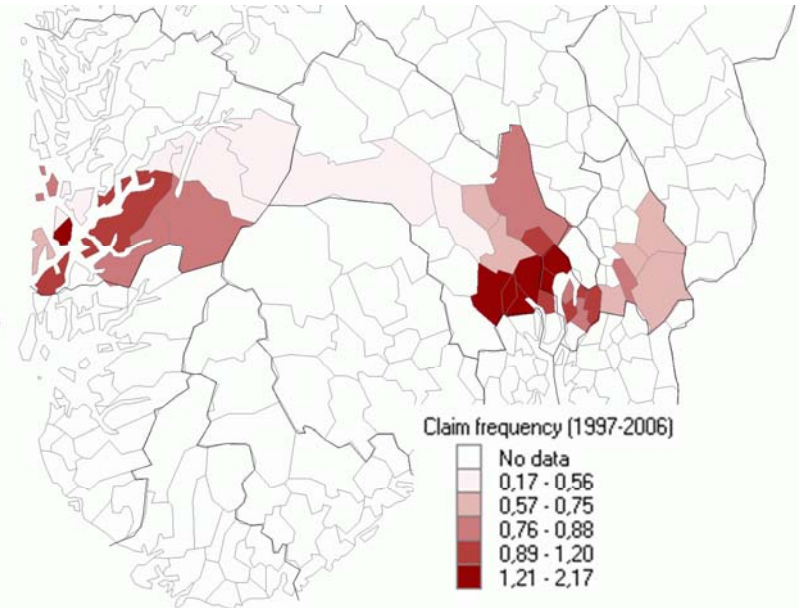 Claim frequency (1997-2006)
No data
0,17 - 0,56
0,57 - 0,75
0,76 - 0,88
0,89 - 1,20
1,21 - 2,17